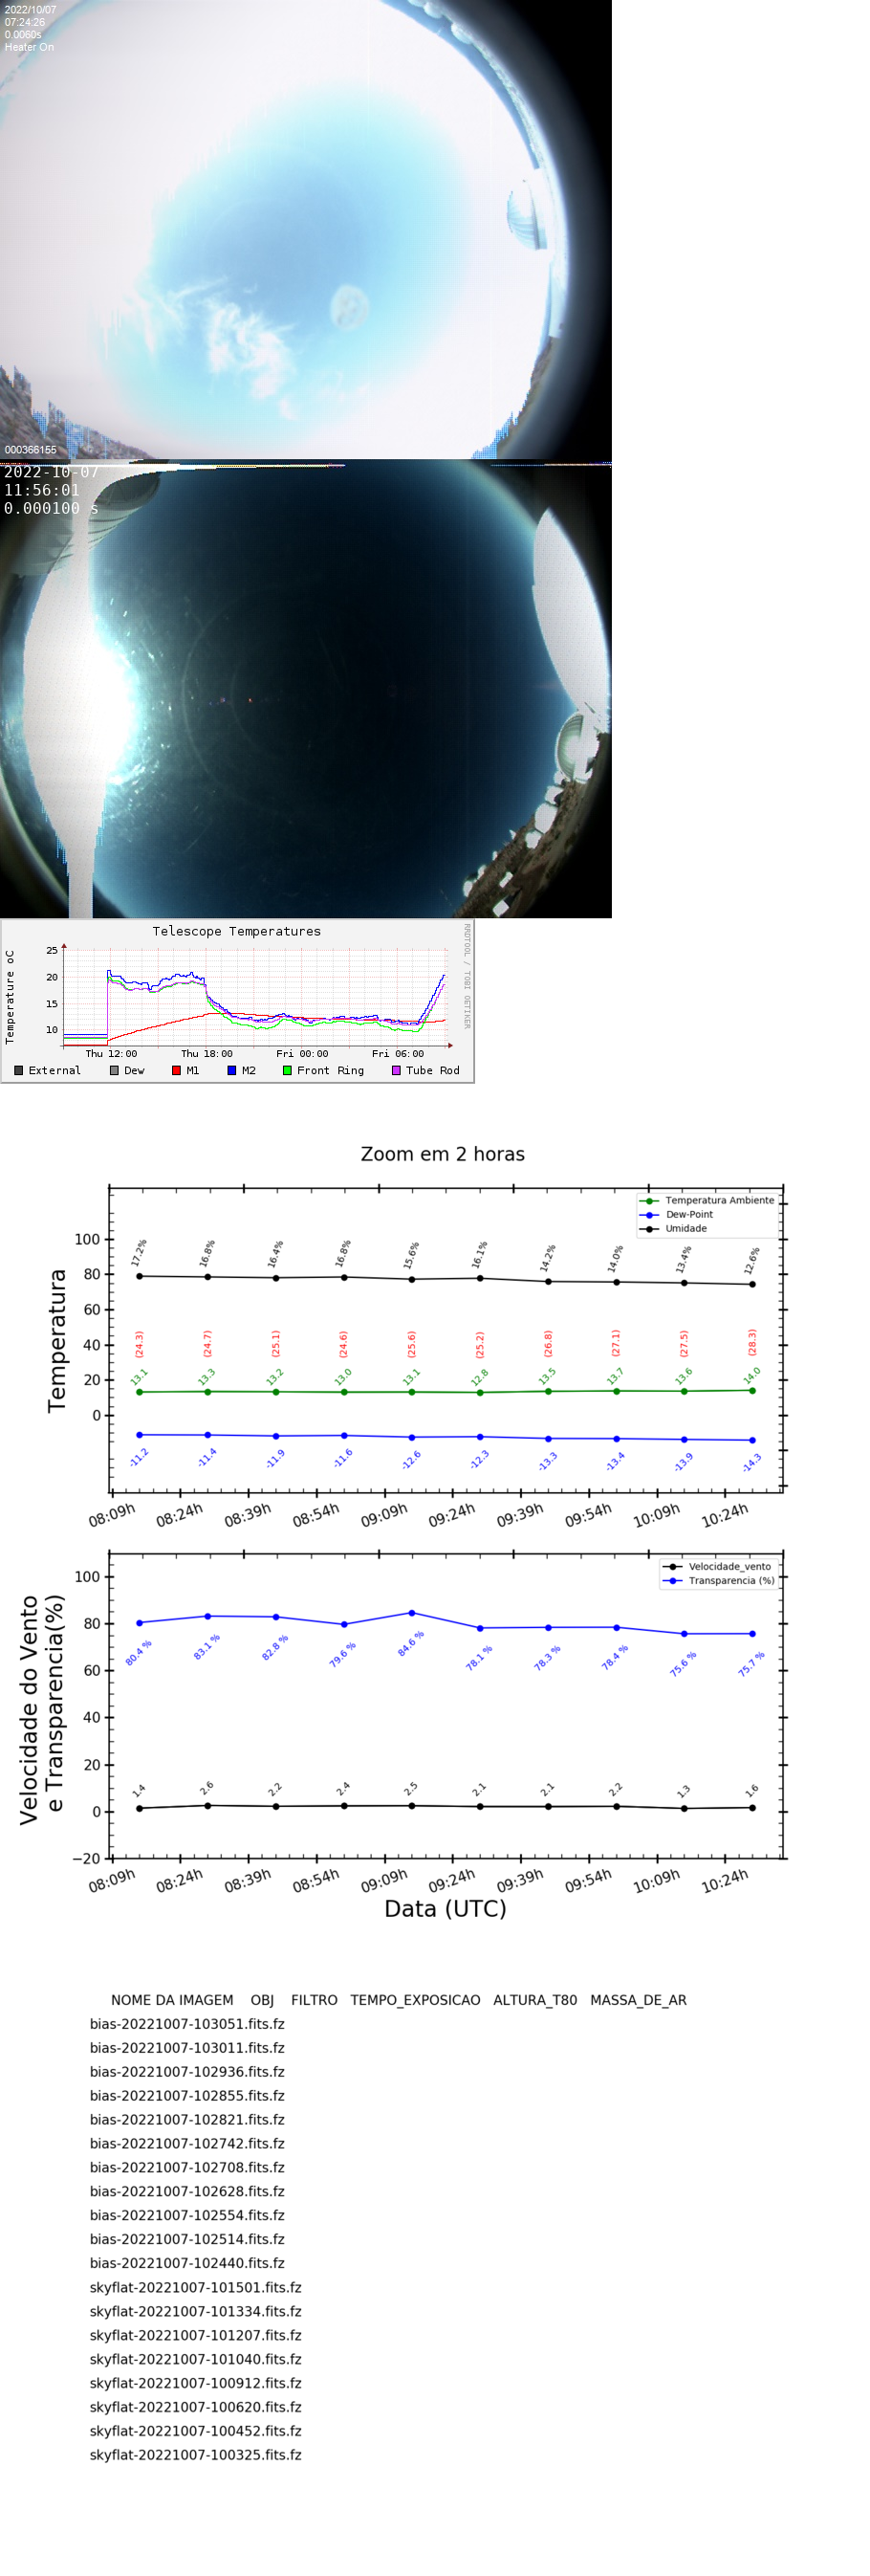 2022/10/07
07:24:26
0.0060s
Heater On
000366155
2022-10-07
11:56:01
0.000100 s
Telescope Temperatures
RRDTOOL / TOBI OETIKER
Temperature oC
25
20
15
10
Thu 12:00 Thu 18:00 Fri 00:00 Fri 06:00
External Dew M1 M2 Front Ring Tube Rod
Zoom em 2 horas
Temperatura Ambiente
Dew-Point
Umidade
Temperatura
100
80
60
40
20
0
17.2% 16.8% 16.4% 16.8% 15.6% 16.1% 14.2% 14.0% 13.4% 12.6%
(24.3) (24.7) (25.1) (24.6) (25.6) (25.2) (26.8) (27.1) (27.5) (28.3)
13.1 13.3 13.2 13.0 13.1 12.8 13.5 13.7 13.6 14.0
-11.2 -11.4 -11.9 -11.6 -12.6 -12.3 -13.3 -13.4 -13.9 -14.3
08:09h 08:24h 08:39h 08:54h 09:09h 09:24h 09:39h 09:54h 10:09h 10:24h
Velocidade_vento
Transparencia (%)
Velocidade do Vento
e Transparencia(%)
100
80
60
40
20
0
−20
80.4 % 83.1 % 82.8 % 79.6 % 84.6 % 78.1 % 78.3 % 78.4 % 75.6 % 75.7 %
1.4 2.6 2.2 2.4 2.5 2.1 2.1 2.2 1.3 1.6
08:09h 08:24h 08:39h 08:54h 09:09h 09:24h 09:39h 09:54h 10:09h 10:24h
Data (UTC)
NOME DA IMAGEM OBJ FILTRO TEMPO_EXPOSICAO ALTURA_T80 MASSA_DE_AR
bias-20221007-103051.fits.fz
bias-20221007-103011.fits.fz
bias-20221007-102936.fits.fz
bias-20221007-102855.fits.fz
bias-20221007-102821.fits.fz
bias-20221007-102742.fits.fz
bias-20221007-102708.fits.fz
bias-20221007-102628.fits.fz
bias-20221007-102554.fits.fz
bias-20221007-102514.fits.fz
bias-20221007-102440.fits.fz
skyflat-20221007-101501.fits.fz
skyflat-20221007-101334.fits.fz
skyflat-20221007-101207.fits.fz
skyflat-20221007-101040.fits.fz
skyflat-20221007-100912.fits.fz
skyflat-20221007-100620.fits.fz
skyflat-20221007-100452.fits.fz
skyflat-20221007-100325.fits.fz